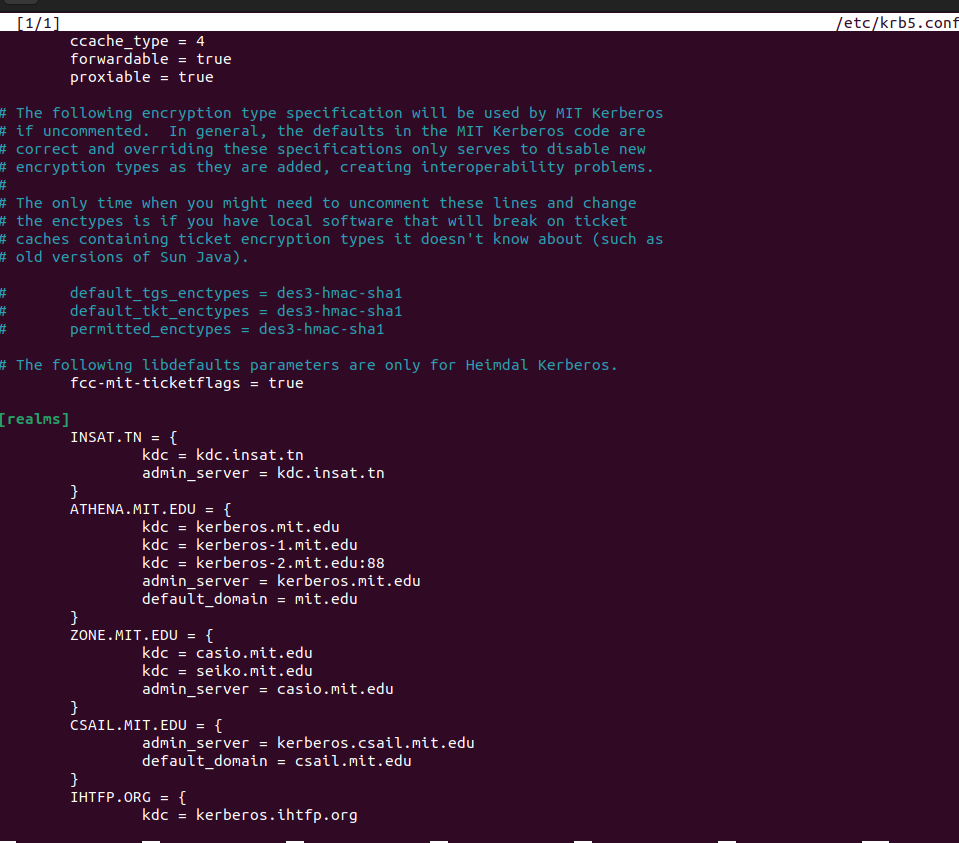 [1/1] /etc/krb5.conf
ccache_type = 4
forwardable = true
proxiable = true
# The following encryption type specification will be used by MIT Kerberos
# if uncommented.  In general, the defaults in the MIT Kerberos code are
# correct and overriding these specifications only serves to disable new
# encryption types as they are added, creating interoperability problems.
#
# The only time when you might need to uncomment these lines and change
# the enctypes is if you have local software that will break on ticket
# caches containing ticket encryption types it doesn't know about (such as
# old versions of Sun Java).
#       default_tgs_enctypes = des3-hmac-sha1
#       default_tkt_enctypes = des3-hmac-sha1
#       permitted_enctypes = des3-hmac-sha1
# The following libdefaults parameters are only for Heimdal Kerberos.
fcc-mit-ticketflags = true
[realms]
INSAT.TN = {
kdc = kdc.insat.tn
admin_server = kdc.insat.tn
}
ATHENA.MIT.EDU = {
kdc = kerberos.mit.edu
kdc = kerberos-1.mit.edu
kdc = kerberos-2.mit.edu:88
admin_server = kerberos.mit.edu
default_domain = mit.edu
}
ZONE.MIT.EDU = {
kdc = casio.mit.edu
kdc = seiko.mit.edu
admin_server = casio.mit.edu
}
CSAIL.MIT.EDU = {
admin_server = kerberos.csail.mit.edu
default_domain = csail.mit.edu
}
IHTFP.ORG = {
kdc = kerberos.ihtfp.org